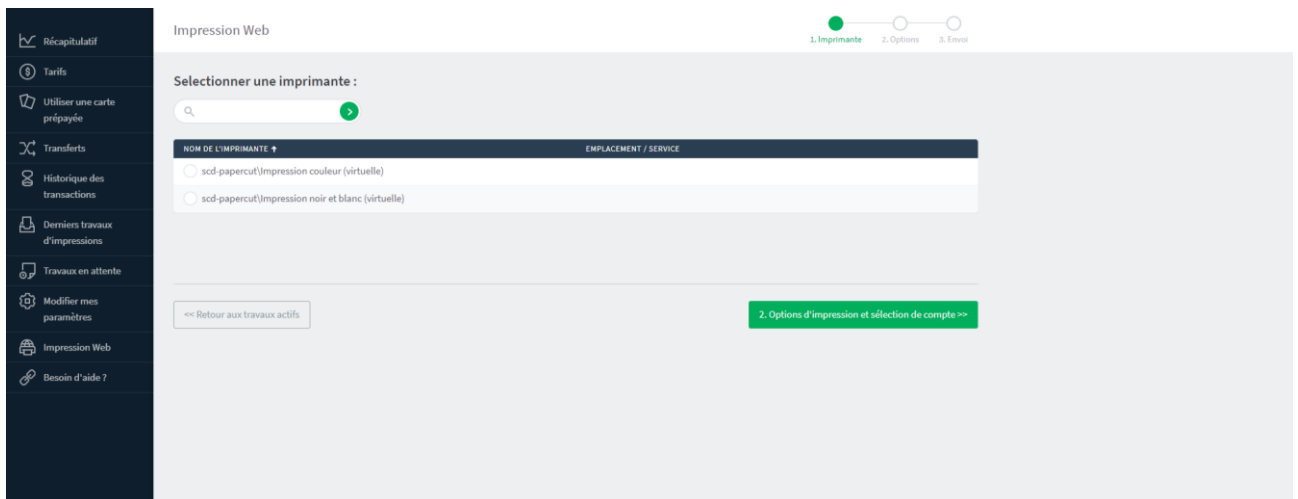 Récapitulatif
Tarifs
Utiliser une carte
prépayée
Transferts
Historique des
transactions
Derniers travaux
d'impressions
Travaux en attente
Modifier mes
paramètres
Impression Web
Besoin d'aide ?
Impression Web
1. Imprimante 2. Options 3. Envoi
Selectionner une imprimante :
NOM DE L'IMPRIMANTE ↑ EMPLACEMENT / SERVICE
scd-papercut\Impression couleur (virtuelle)
scd-papercut\Impression noir et blanc (virtuelle)
<< Retour aux travaux actifs
2. Options d'impression et sélection de compte >>